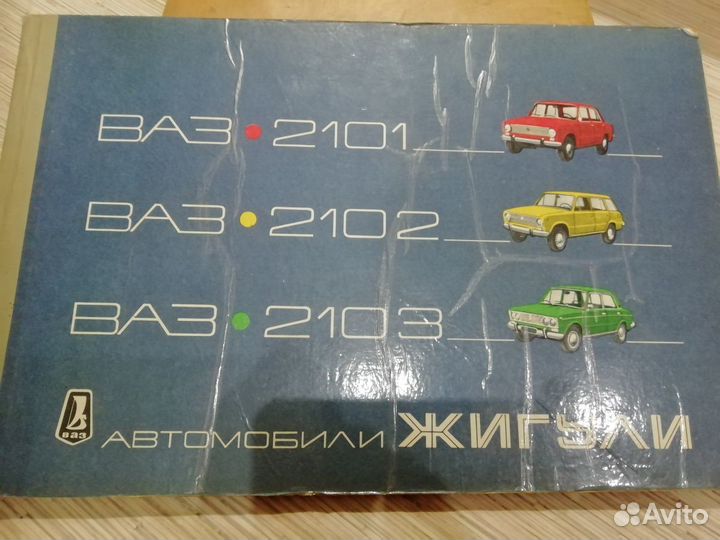 ВАЗ • 2101
ВАЗ • 2102
ВАЗ • 2103
ВАЗ
АВТОМОБИЛИ ЖИГУЛИ
Avito